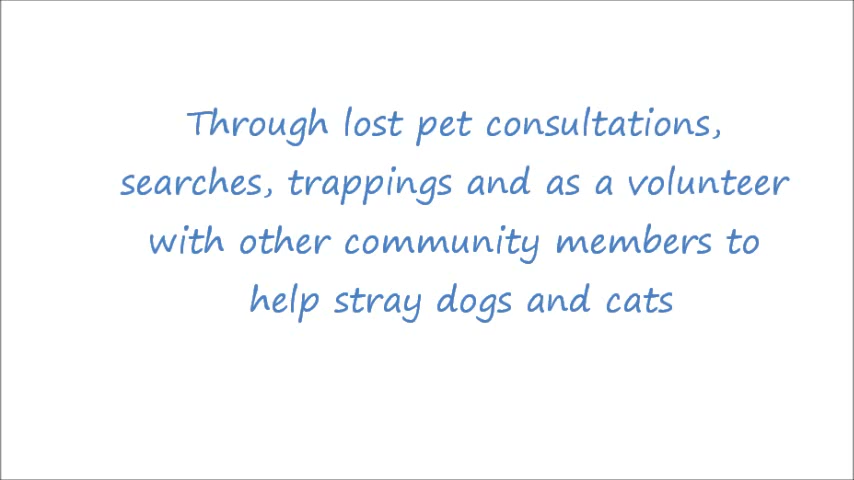 Through lost pet consultations,
searches, trappings and as a volunteer
with other community members to
help stray dogs and cats